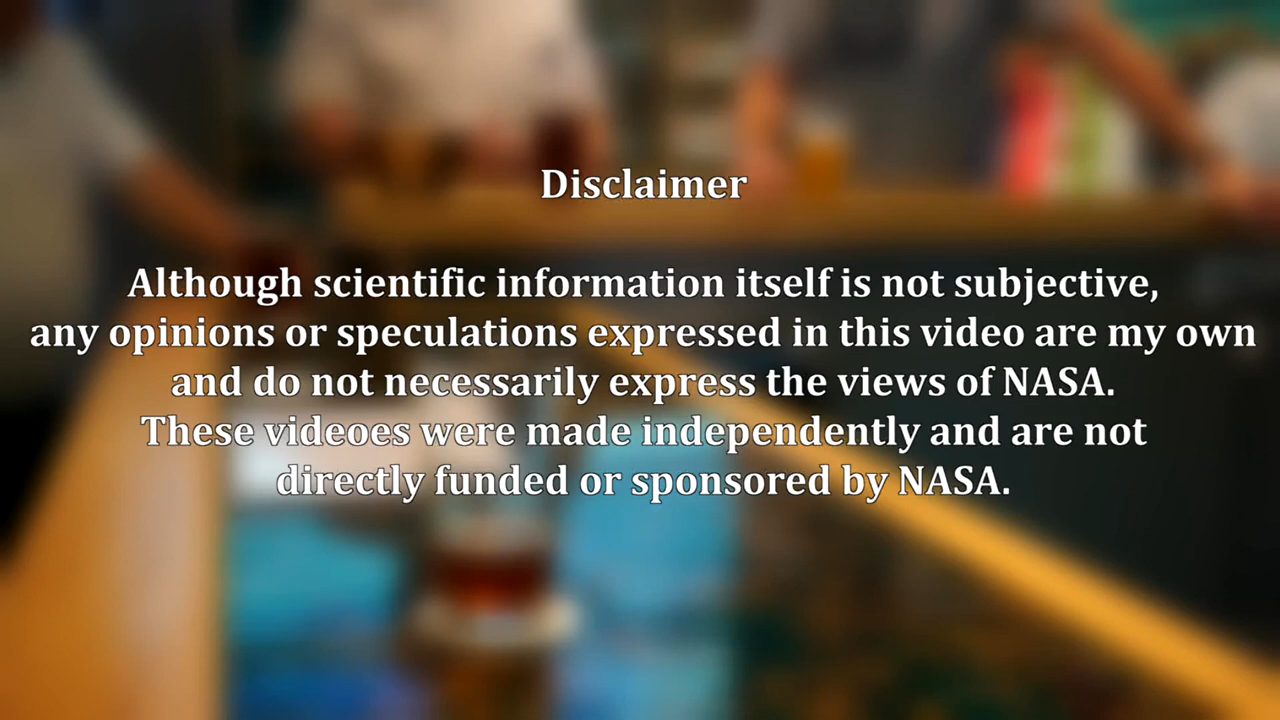 Disclaimer
Although scientific information itself is not subjective,
any opinions or speculations expressed in this video are my own
and do not necessarily express the views of NASA.
These videoes were made independently and are not
directly funded or sponsored by NASA.